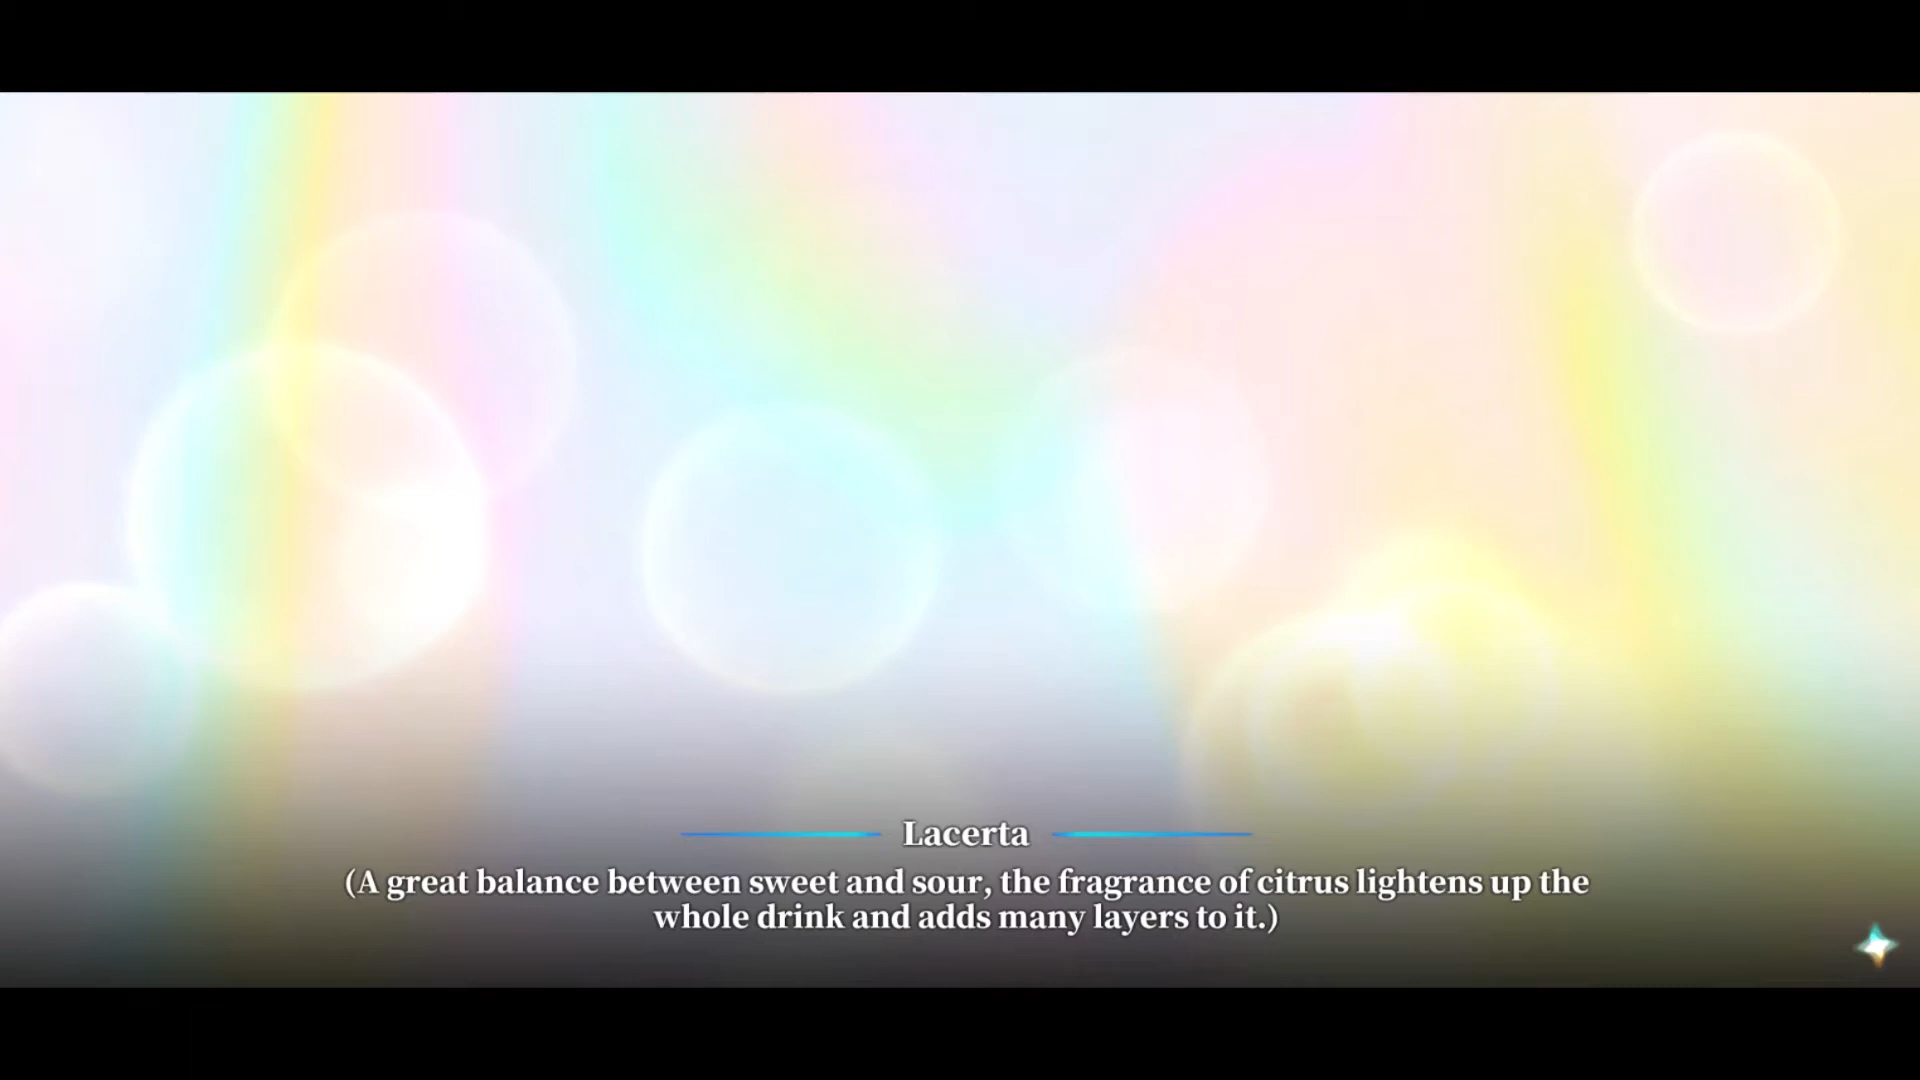 Lacerta
(A great balance between sweet and sour, the fragrance of citrus lightens up the
whole drink and adds many layers to it.)